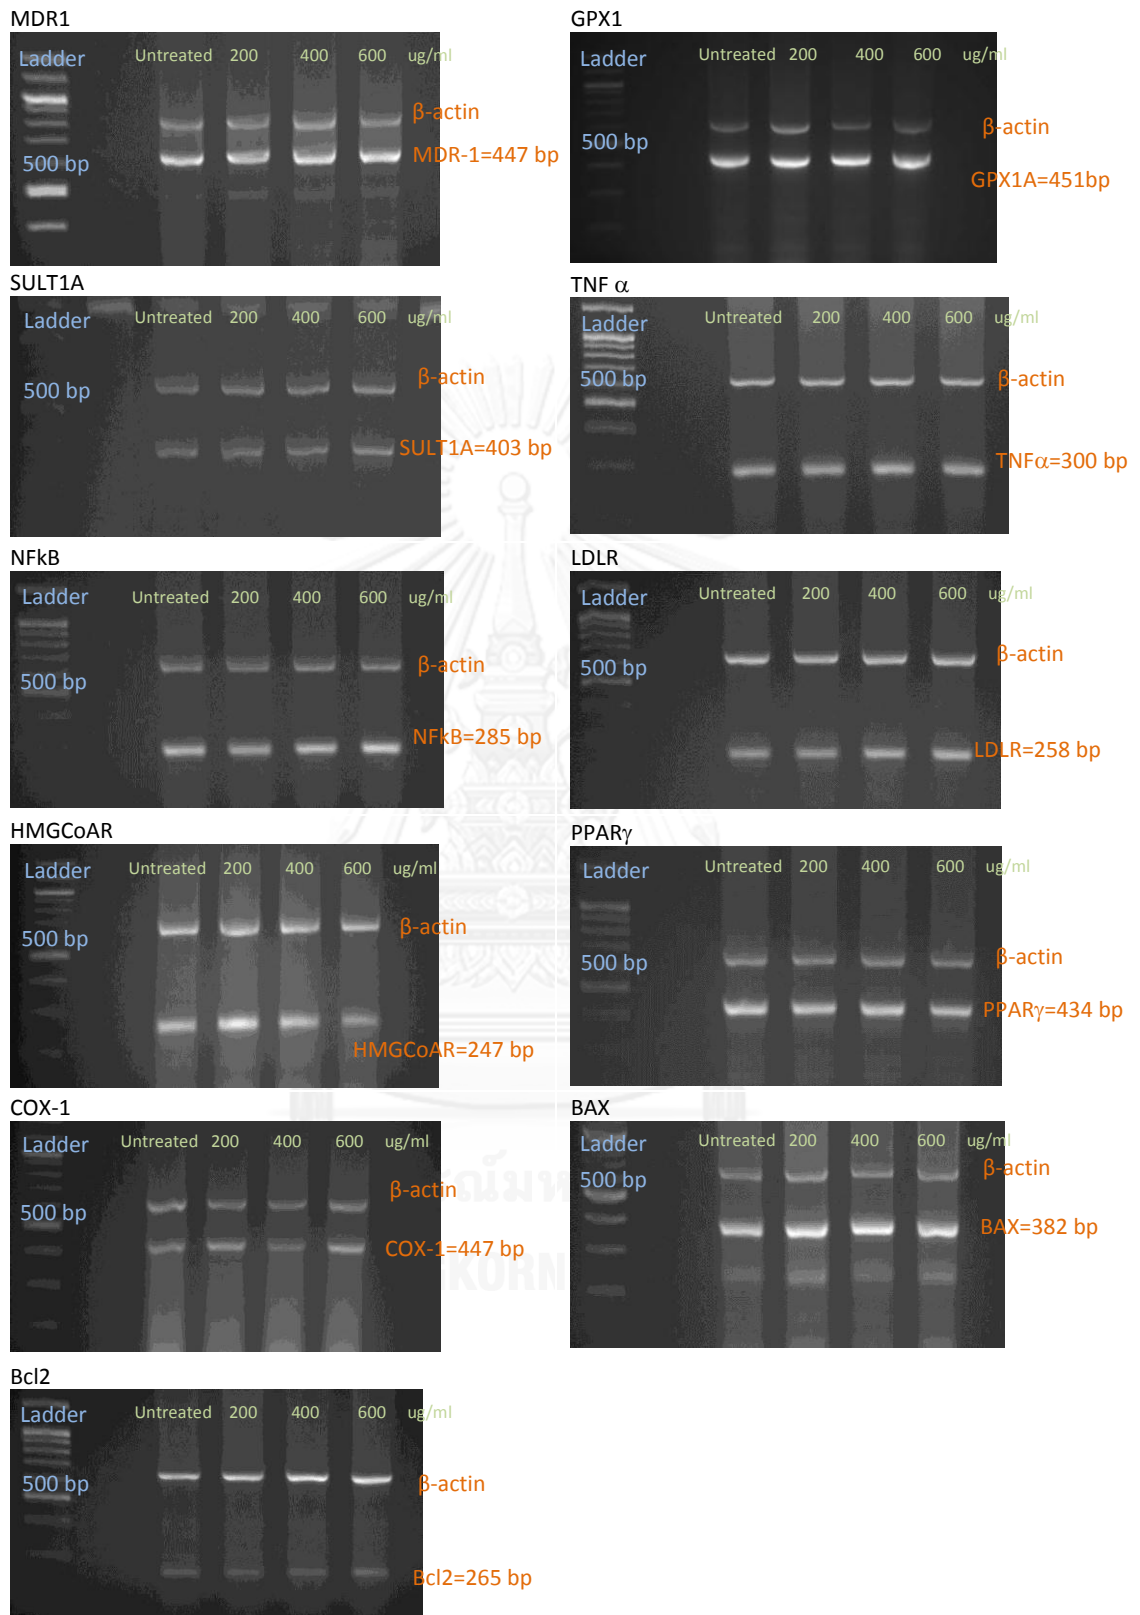 MDR1
Ladder Untreated 200 400 600 ug/ml
β-actin
500 bp
MDR-1=447 bp
GPX1
Ladder Untreated 200 400 600 ug/ml
β-actin
500 bp
GPX1A=451bp
SULT1A
Ladder Untreated 200 400 600 ug/ml
β-actin
500 bp
SULT1A=403 bp
TNF α
Ladder Untreated 200 400 600 ug/ml
500 bp
β-actin
TNFα=300 bp
NFkB
Ladder Untreated 200 400 600 ug/ml
β-actin
500 bp
NFkB=285 bp
LDLR
Ladder Untreated 200 400 600 ug/ml
β-actin
500 bp
LDLR=258 bp
HMGCoAR
Ladder Untreated 200 400 600 ug/ml
β-actin
500 bp
HMGCoAR=247 bp
PPARγ
Ladder Untreated 200 400 600 ug/ml
β-actin
500 bp
PPARγ=434 bp
COX-1
Ladder Untreated 200 400 600 ug/ml
β-actin
500 bp
COX-1=447 bp
BAX
Ladder Untreated 200 400 600 ug/ml
β-actin
500 bp
BAX=382 bp
Bcl2
Ladder Untreated 200 400 600 ug/ml
500 bp
β-actin
Bcl2=265 bp